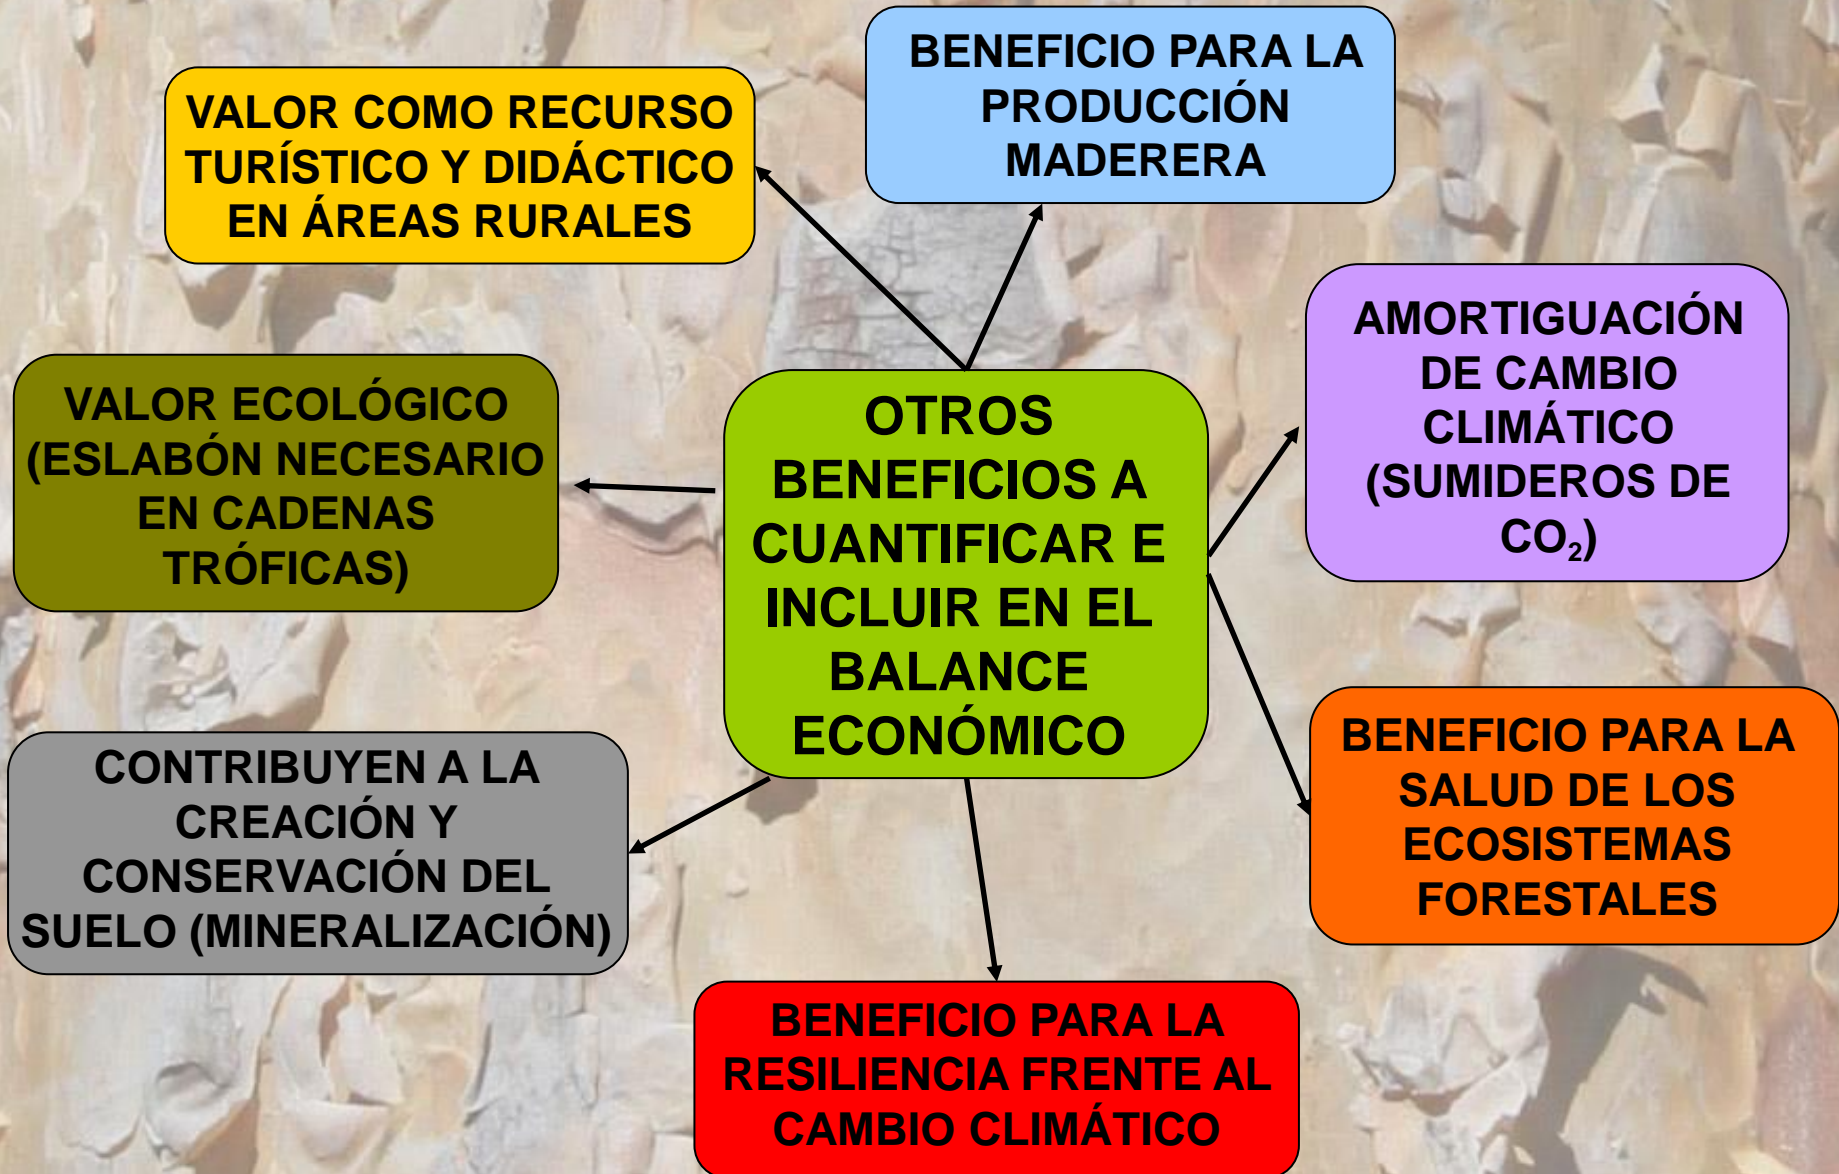 BENEFICIO PARA LA
PRODUCCIÓN
MADERERA
VALOR COMO RECURSO
TURÍSTICO Y DIDÁCTICO
EN ÁREAS RURALES
AMORTIGUACIÓN
DE CAMBIO
CLIMÁTICO
(SUMIDEROS DE
CO₂)
VALOR ECOLÓGICO
(ESLABÓN NECESARIO
EN CADENAS
TRÓFICAS)
OTROS
BENEFICIOS A
CUANTIFICAR E
INCLUIR EN EL
BALANCE
ECONÓMICO
BENEFICIO PARA LA
SALUD DE LOS
ECOSISTEMAS
FORESTALES
CONTRIBUYEN A LA
CREACIÓN Y
CONSERVACIÓN DEL
SUELO (MINERALIZACIÓN)
BENEFICIO PARA LA
RESILIENCIA FRENTE AL
CAMBIO CLIMÁTICO